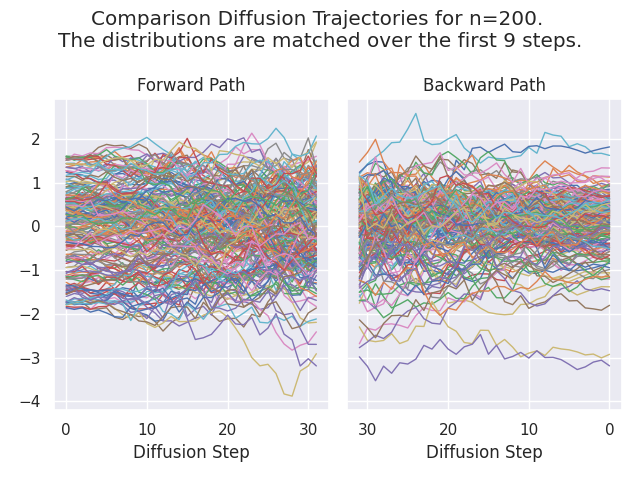 Comparison Diffusion Trajectories for n=200.
The distributions are matched over the first 9 steps.
Forward Path
Backward Path
2
1
0
−1
−2
−3
−4
0 10 20 30
30 20 10 0
Diffusion Step
Diffusion Step